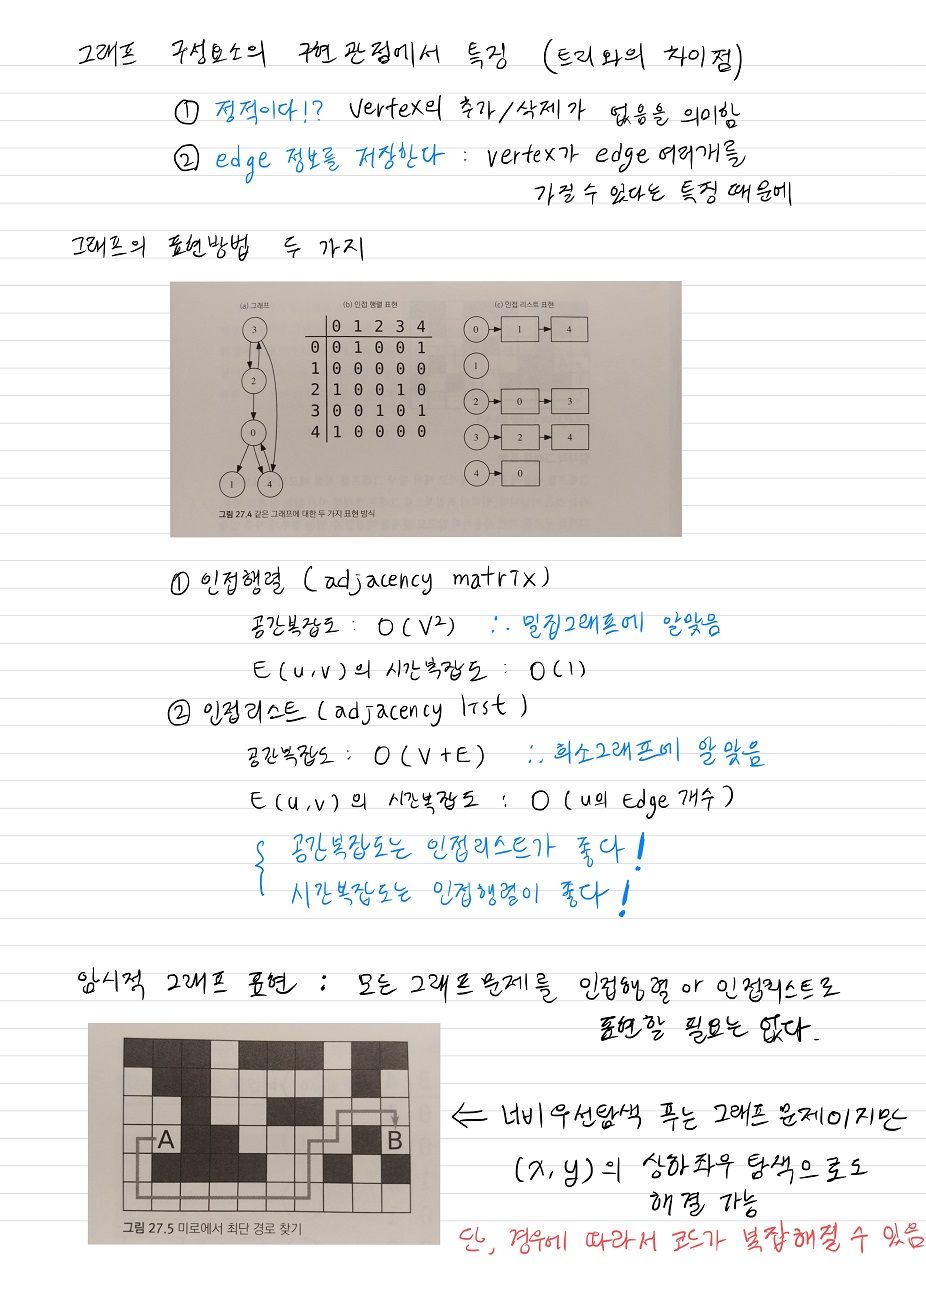 그래프 구성요소의 구현 관점에서 특징 (트리와의 차이점)
① 정적이다!? vertex의 추가/삭제가 없음을 의미함
② edge 정보를 저장한다 : vertex가 edge 여러개를
가질 수 있다는 특징 때문에
그래프의 표현방법 두 가지
(a) 그래프 (b) 인접 행렬 표현 (c) 인접 리스트 표현
3
2
0
1 4
0 1 2 3 4
0 0 1 0 0 1
1 0 0 0 0 0
2 1 0 0 1 0
3 0 0 1 0 1
4 1 0 0 0 0
0 1 4
1
2 0 3
3 2 4
4 0
그림 27.4 같은 그래프에 대한 두 가지 표현 방식
① 인접행렬 (adjacency matrix)
공간복잡도 : O(V²) ∴ 밀집그래프에 알맞음
E(u,v)의 시간복잡도 : O(1)
② 인접리스트 (adjacency list)
공간복잡도 : O(V+E) ∴ 희소그래프에 알맞음
E(u,v)의 시간복잡도 : O(u의 Edge 개수)
공간복잡도는 인접리스트가 좋다!
시간복잡도는 인접행렬이 좋다!
암시적 그래프 표현 : 모든 그래프 문제를 인접행렬 아 인접리스트로
표현할 필요는 없다.
A B
그림 27.5 미로에서 최단 경로 찾기
⇐ 너비우선탐색 푸는 그래프 문제이지만
(x,y)의 상하좌우 탐색으로도
해결 가능
단, 경우에 따라서 코드가 복잡해질 수 있음